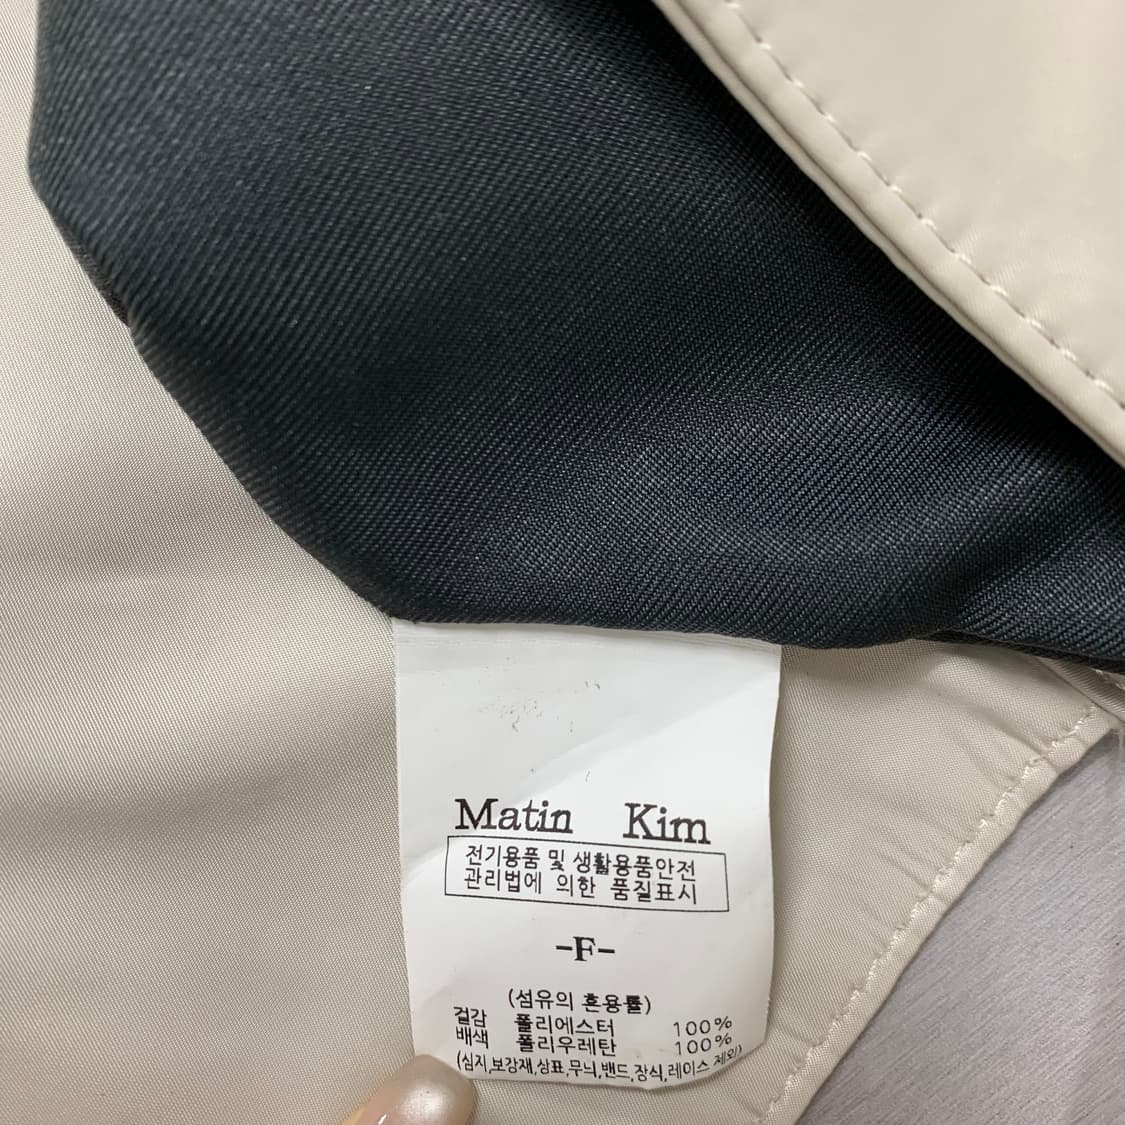 Matin Kim
전기용품 및 생활용품안전
관리법에 의한 품질표시
-F-
(섬유의 혼용률)
겉감 폴리에스터 100%
배색 폴리우레탄 100%
(심지,보강재,상표,무늬,밴드,장식,레이스 제외)